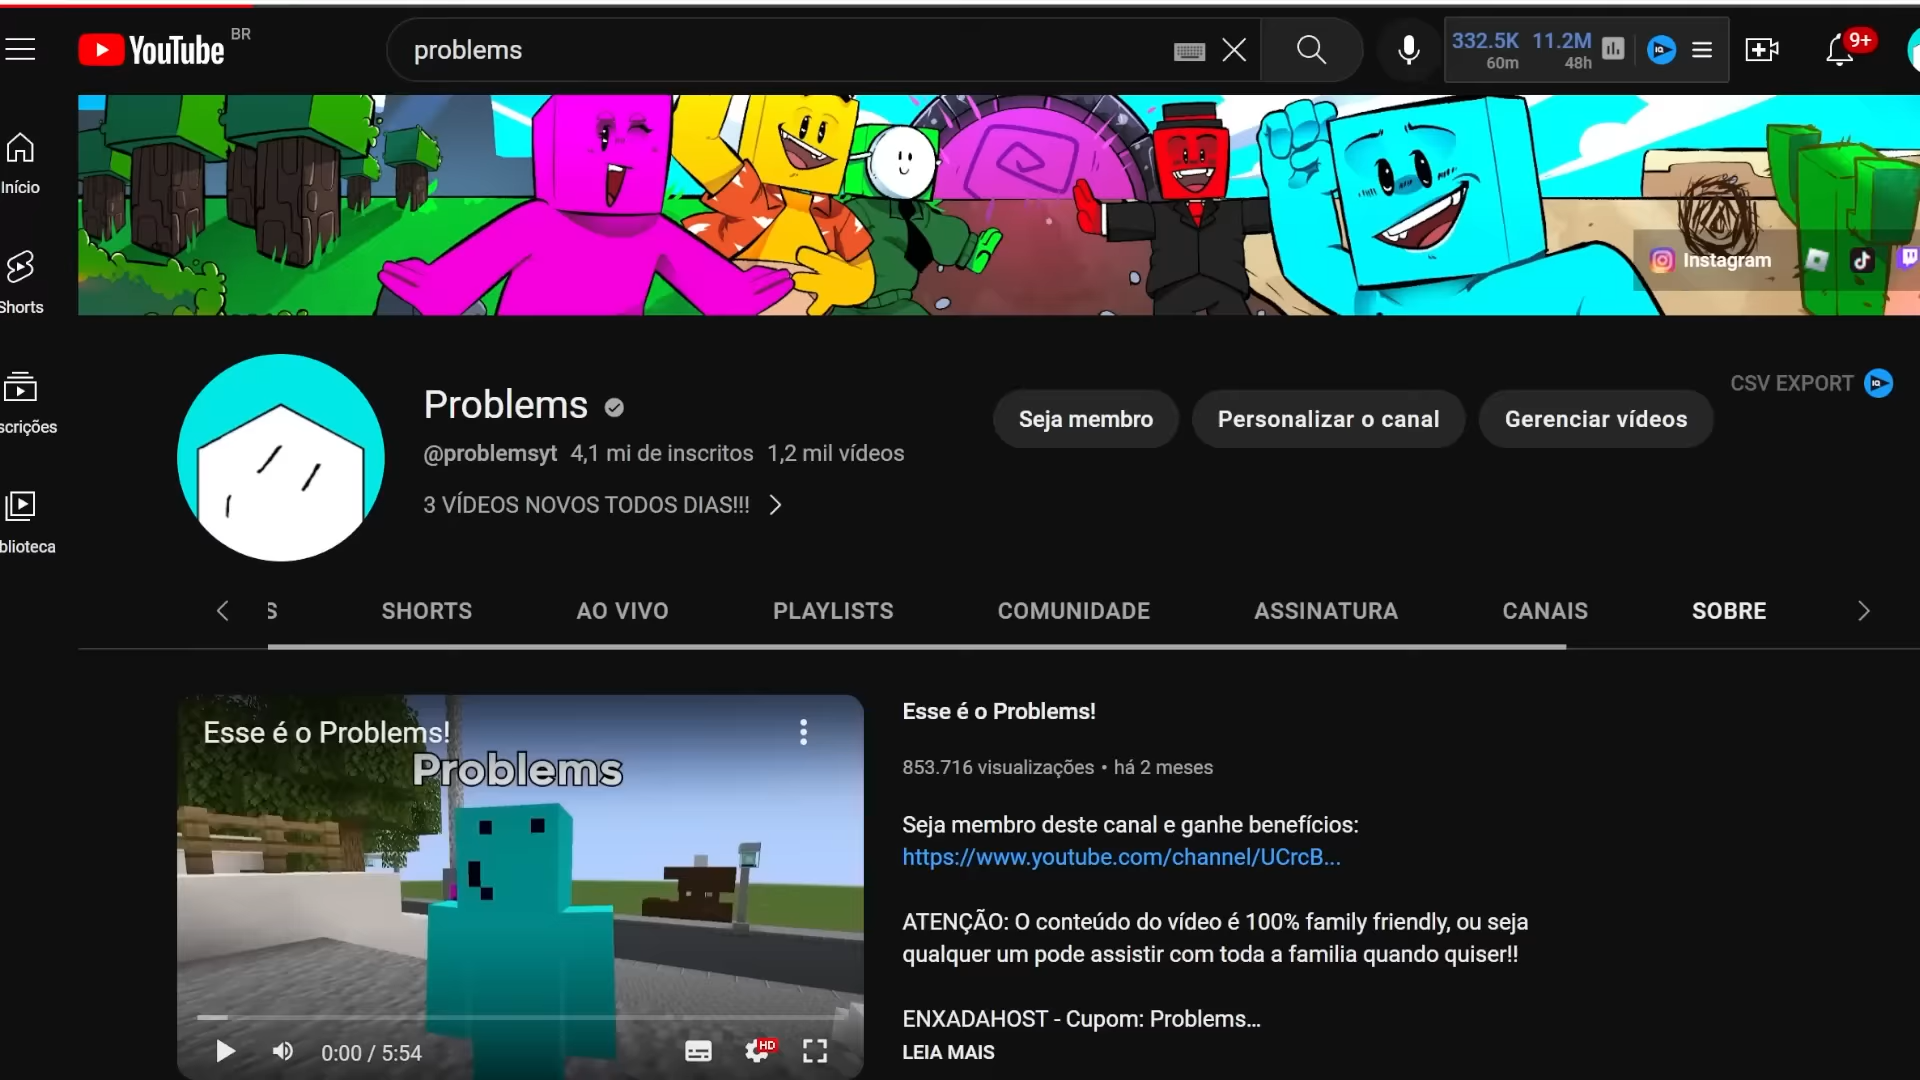 YouTube BR
problems
332.5K 11.2M
60m 48h
9+
Início
Shorts
scrições
blioteca
Instagram
Problems
@problemsyt 4,1 mi de inscritos 1,2 mil vídeos
3 VÍDEOS NOVOS TODOS DIAS!!!
Seja membro
Personalizar o canal
Gerenciar vídeos
CSV EXPORT
S SHORTS AO VIVO PLAYLISTS COMUNIDADE ASSINATURA CANAIS SOBRE
Esse é o Problems!
Problems
0:00 / 5:54
HD
Esse é o Problems!
853.716 visualizações • há 2 meses
Seja membro deste canal e ganhe benefícios:
https://www.youtube.com/channel/UCrcB...
ATENÇÃO: O conteúdo do vídeo é 100% family friendly, ou seja
qualquer um pode assistir com toda a familia quando quiser!!
ENXADAHOST - Cupom: Problems...
LEIA MAIS